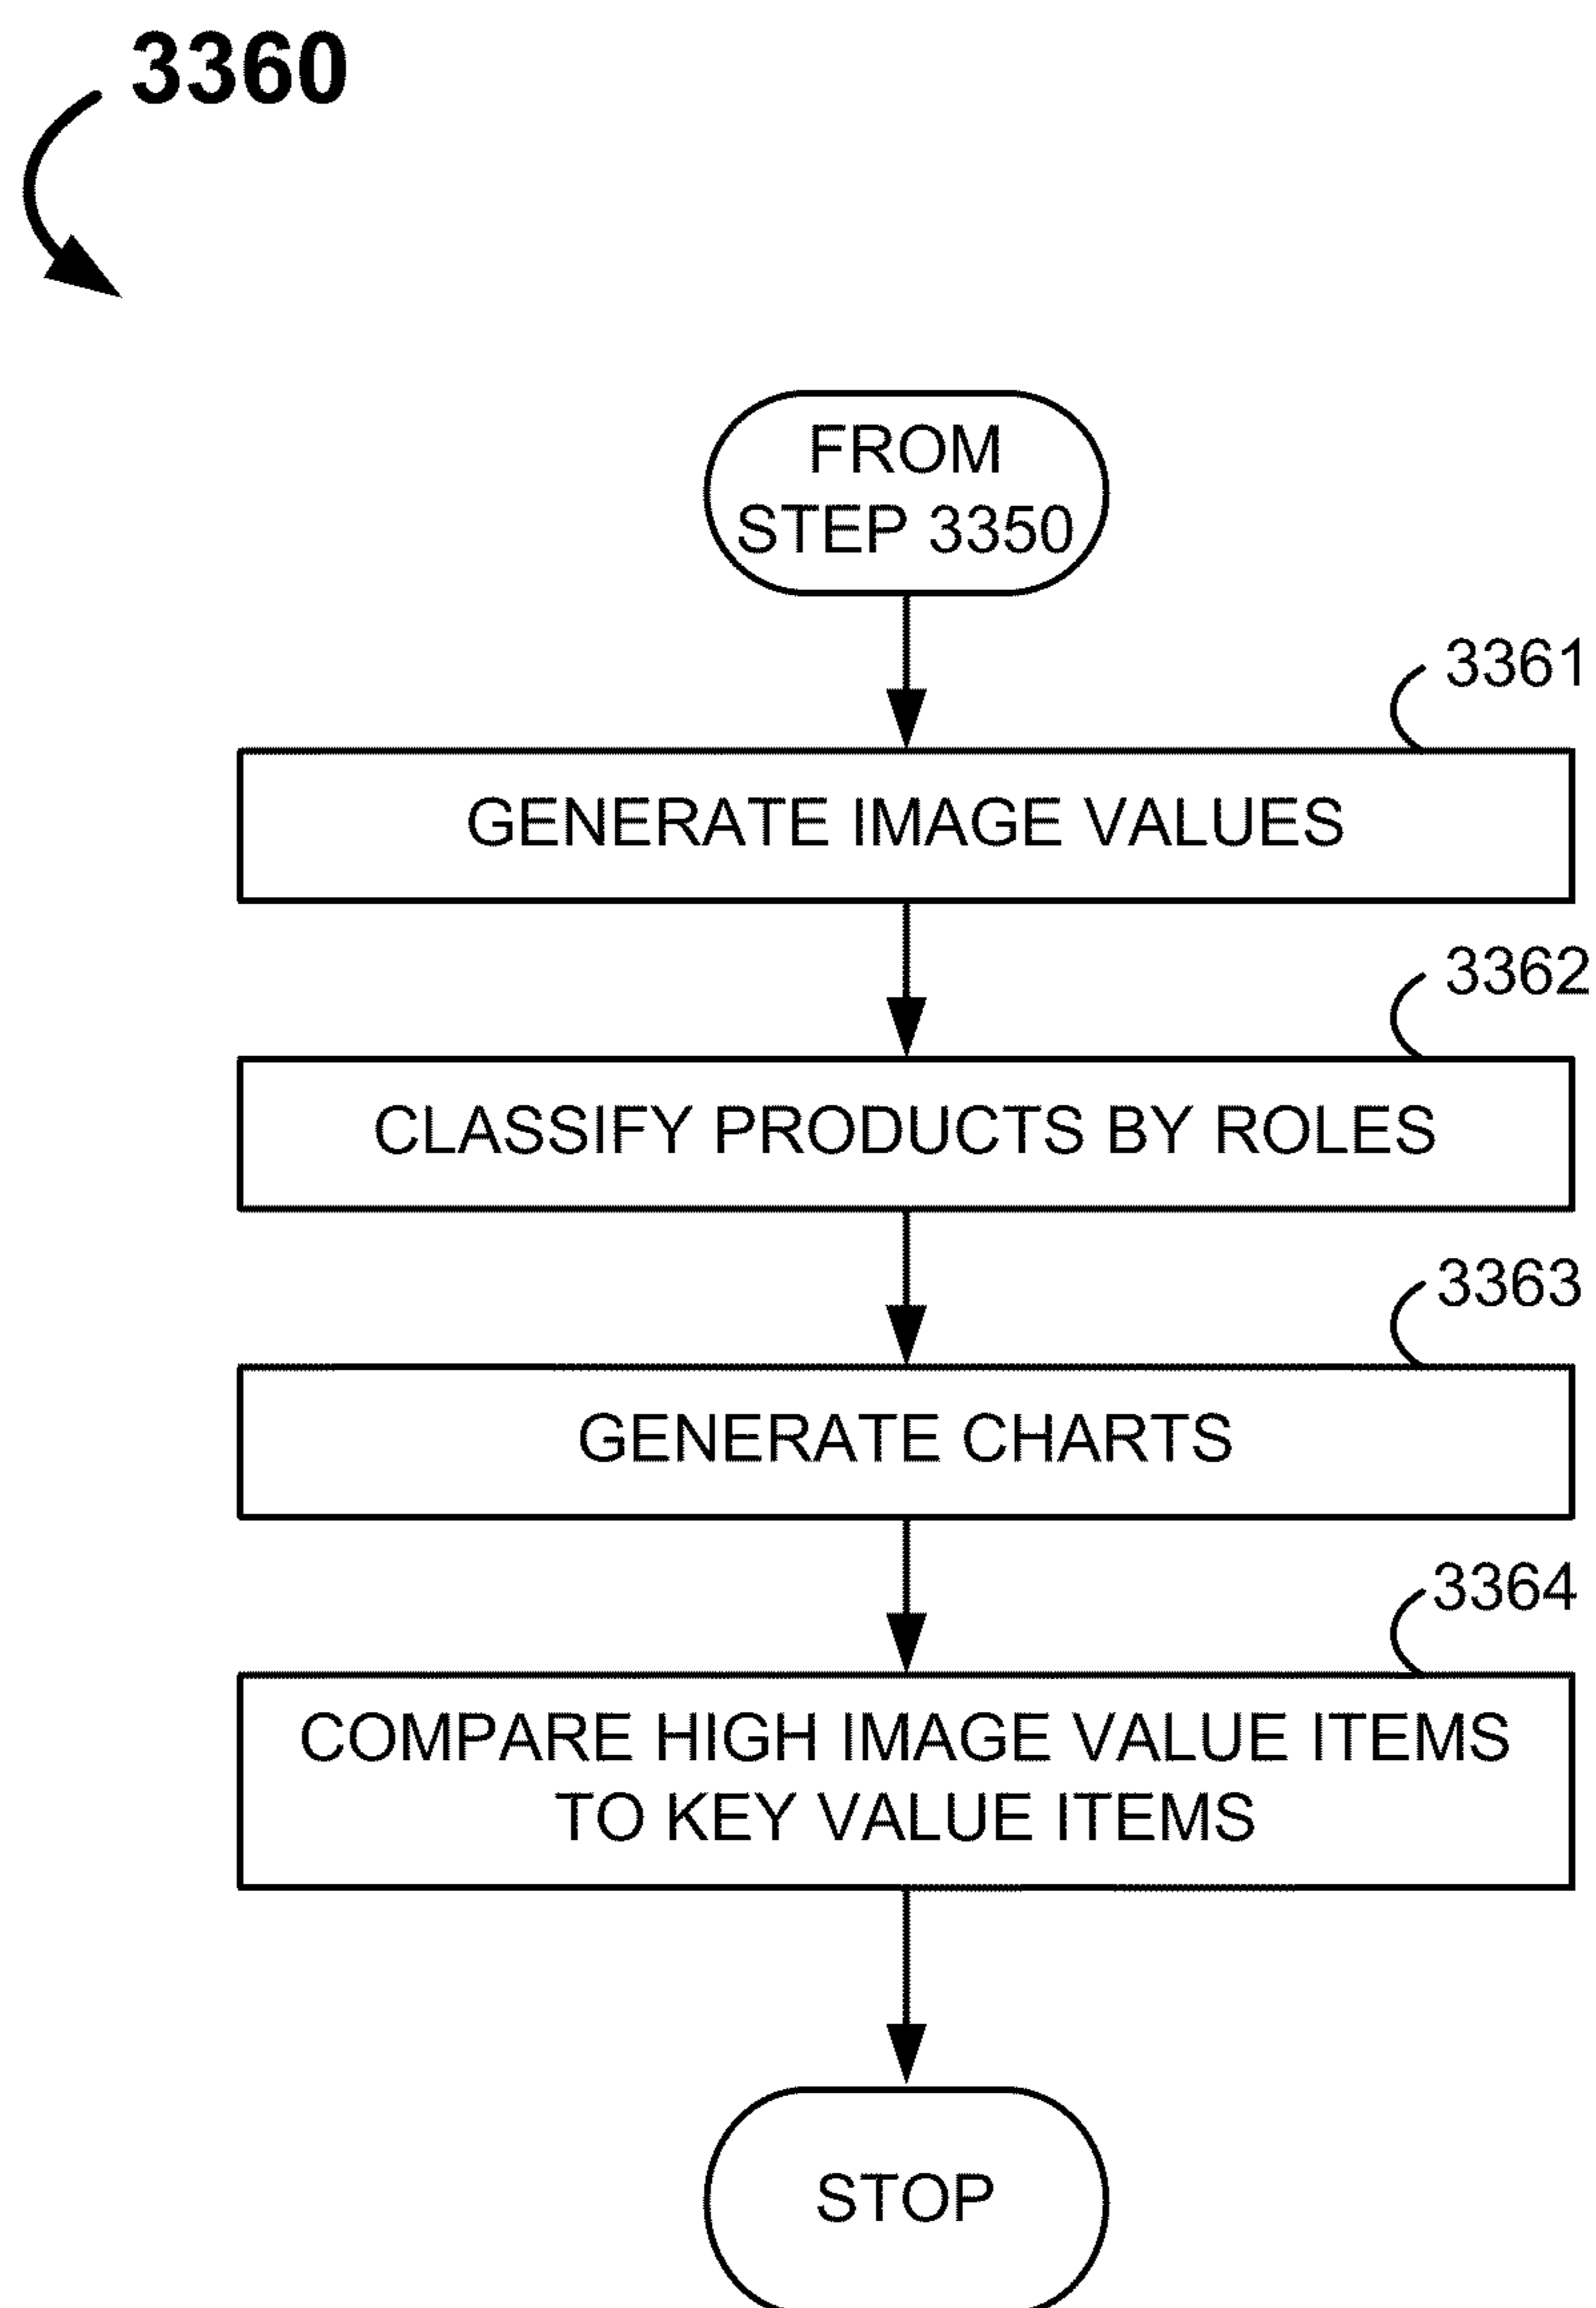 3360
FROM
STEP 3350
3361
GENERATE IMAGE VALUES
3362
CLASSIFY PRODUCTS BY ROLES
3363
GENERATE CHARTS
3364
COMPARE HIGH IMAGE VALUE ITEMS
TO KEY VALUE ITEMS
STOP